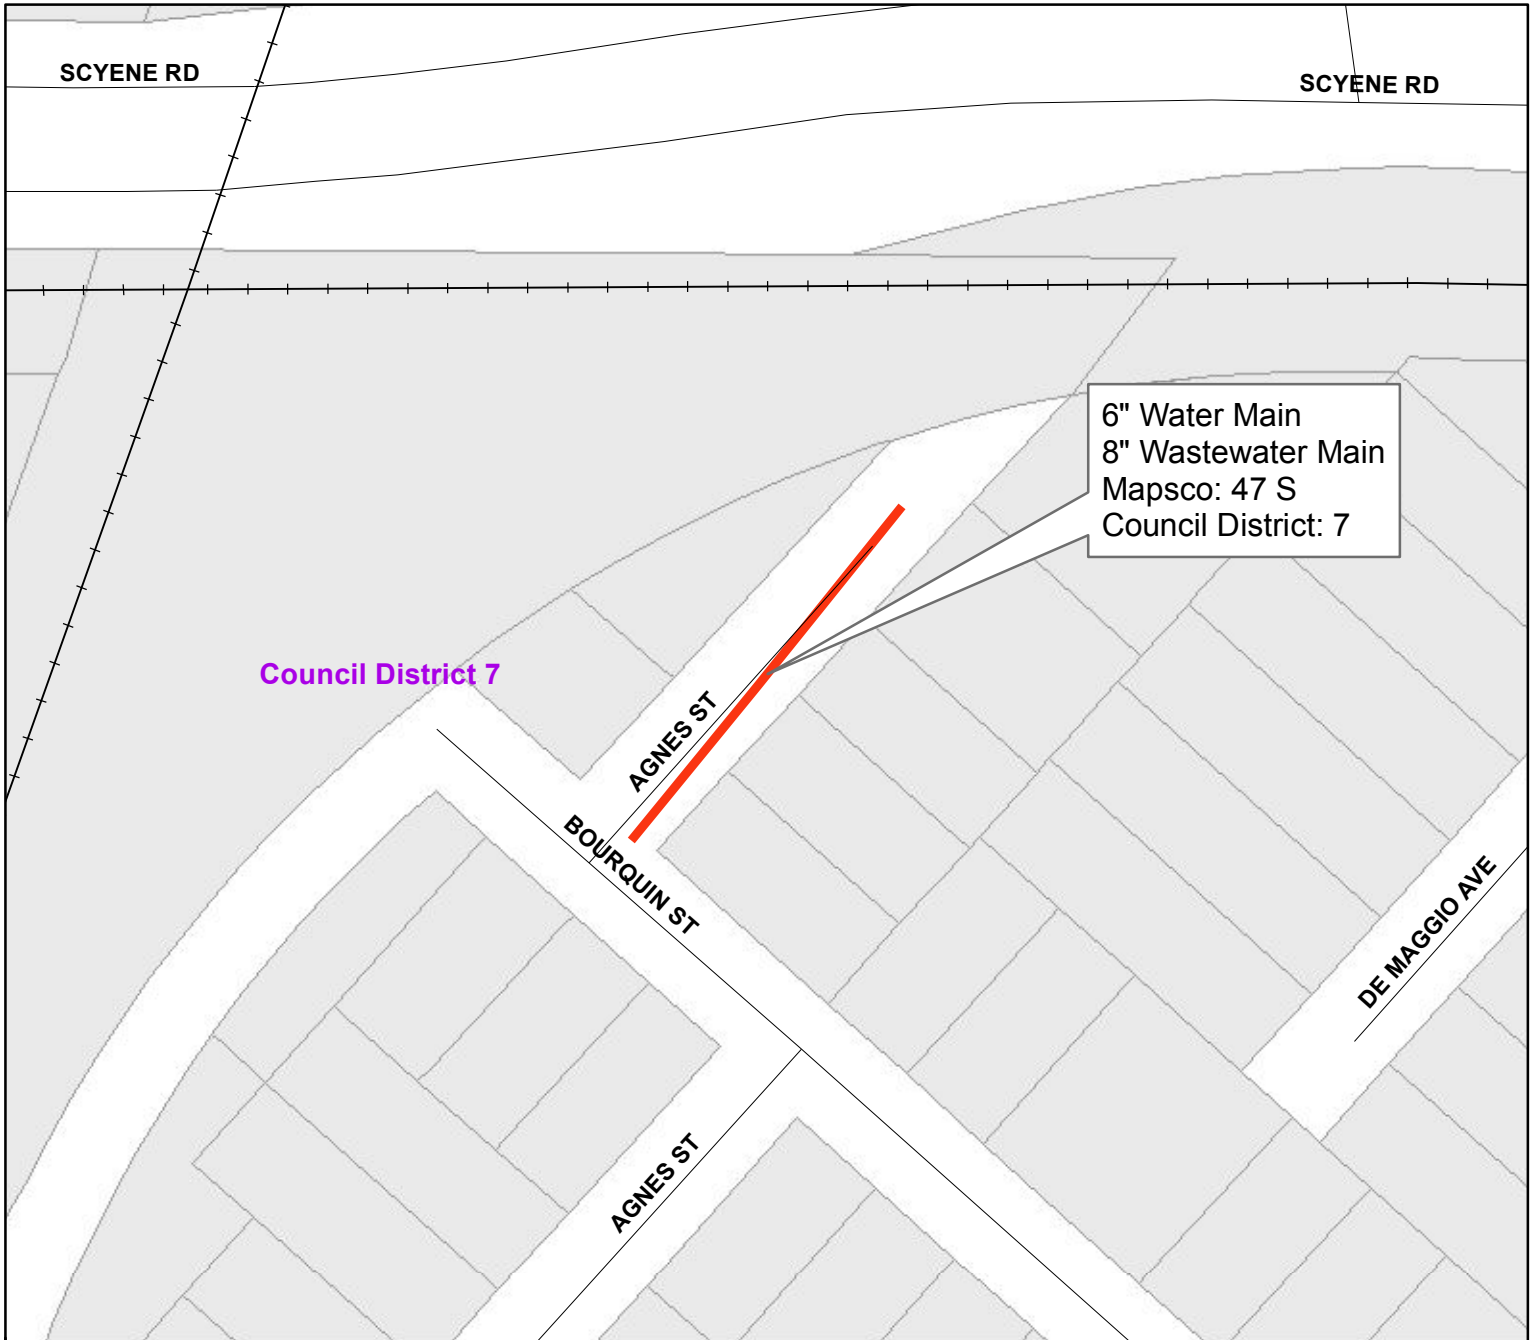 SCYENE RD
SCYENE RD
6" Water Main
8" Wastewater Main
Mapsco: 47 S
Council District: 7
Council District 7
AGNES ST
BOURQUIN ST
DE MAGGIO AVE
AGNES ST